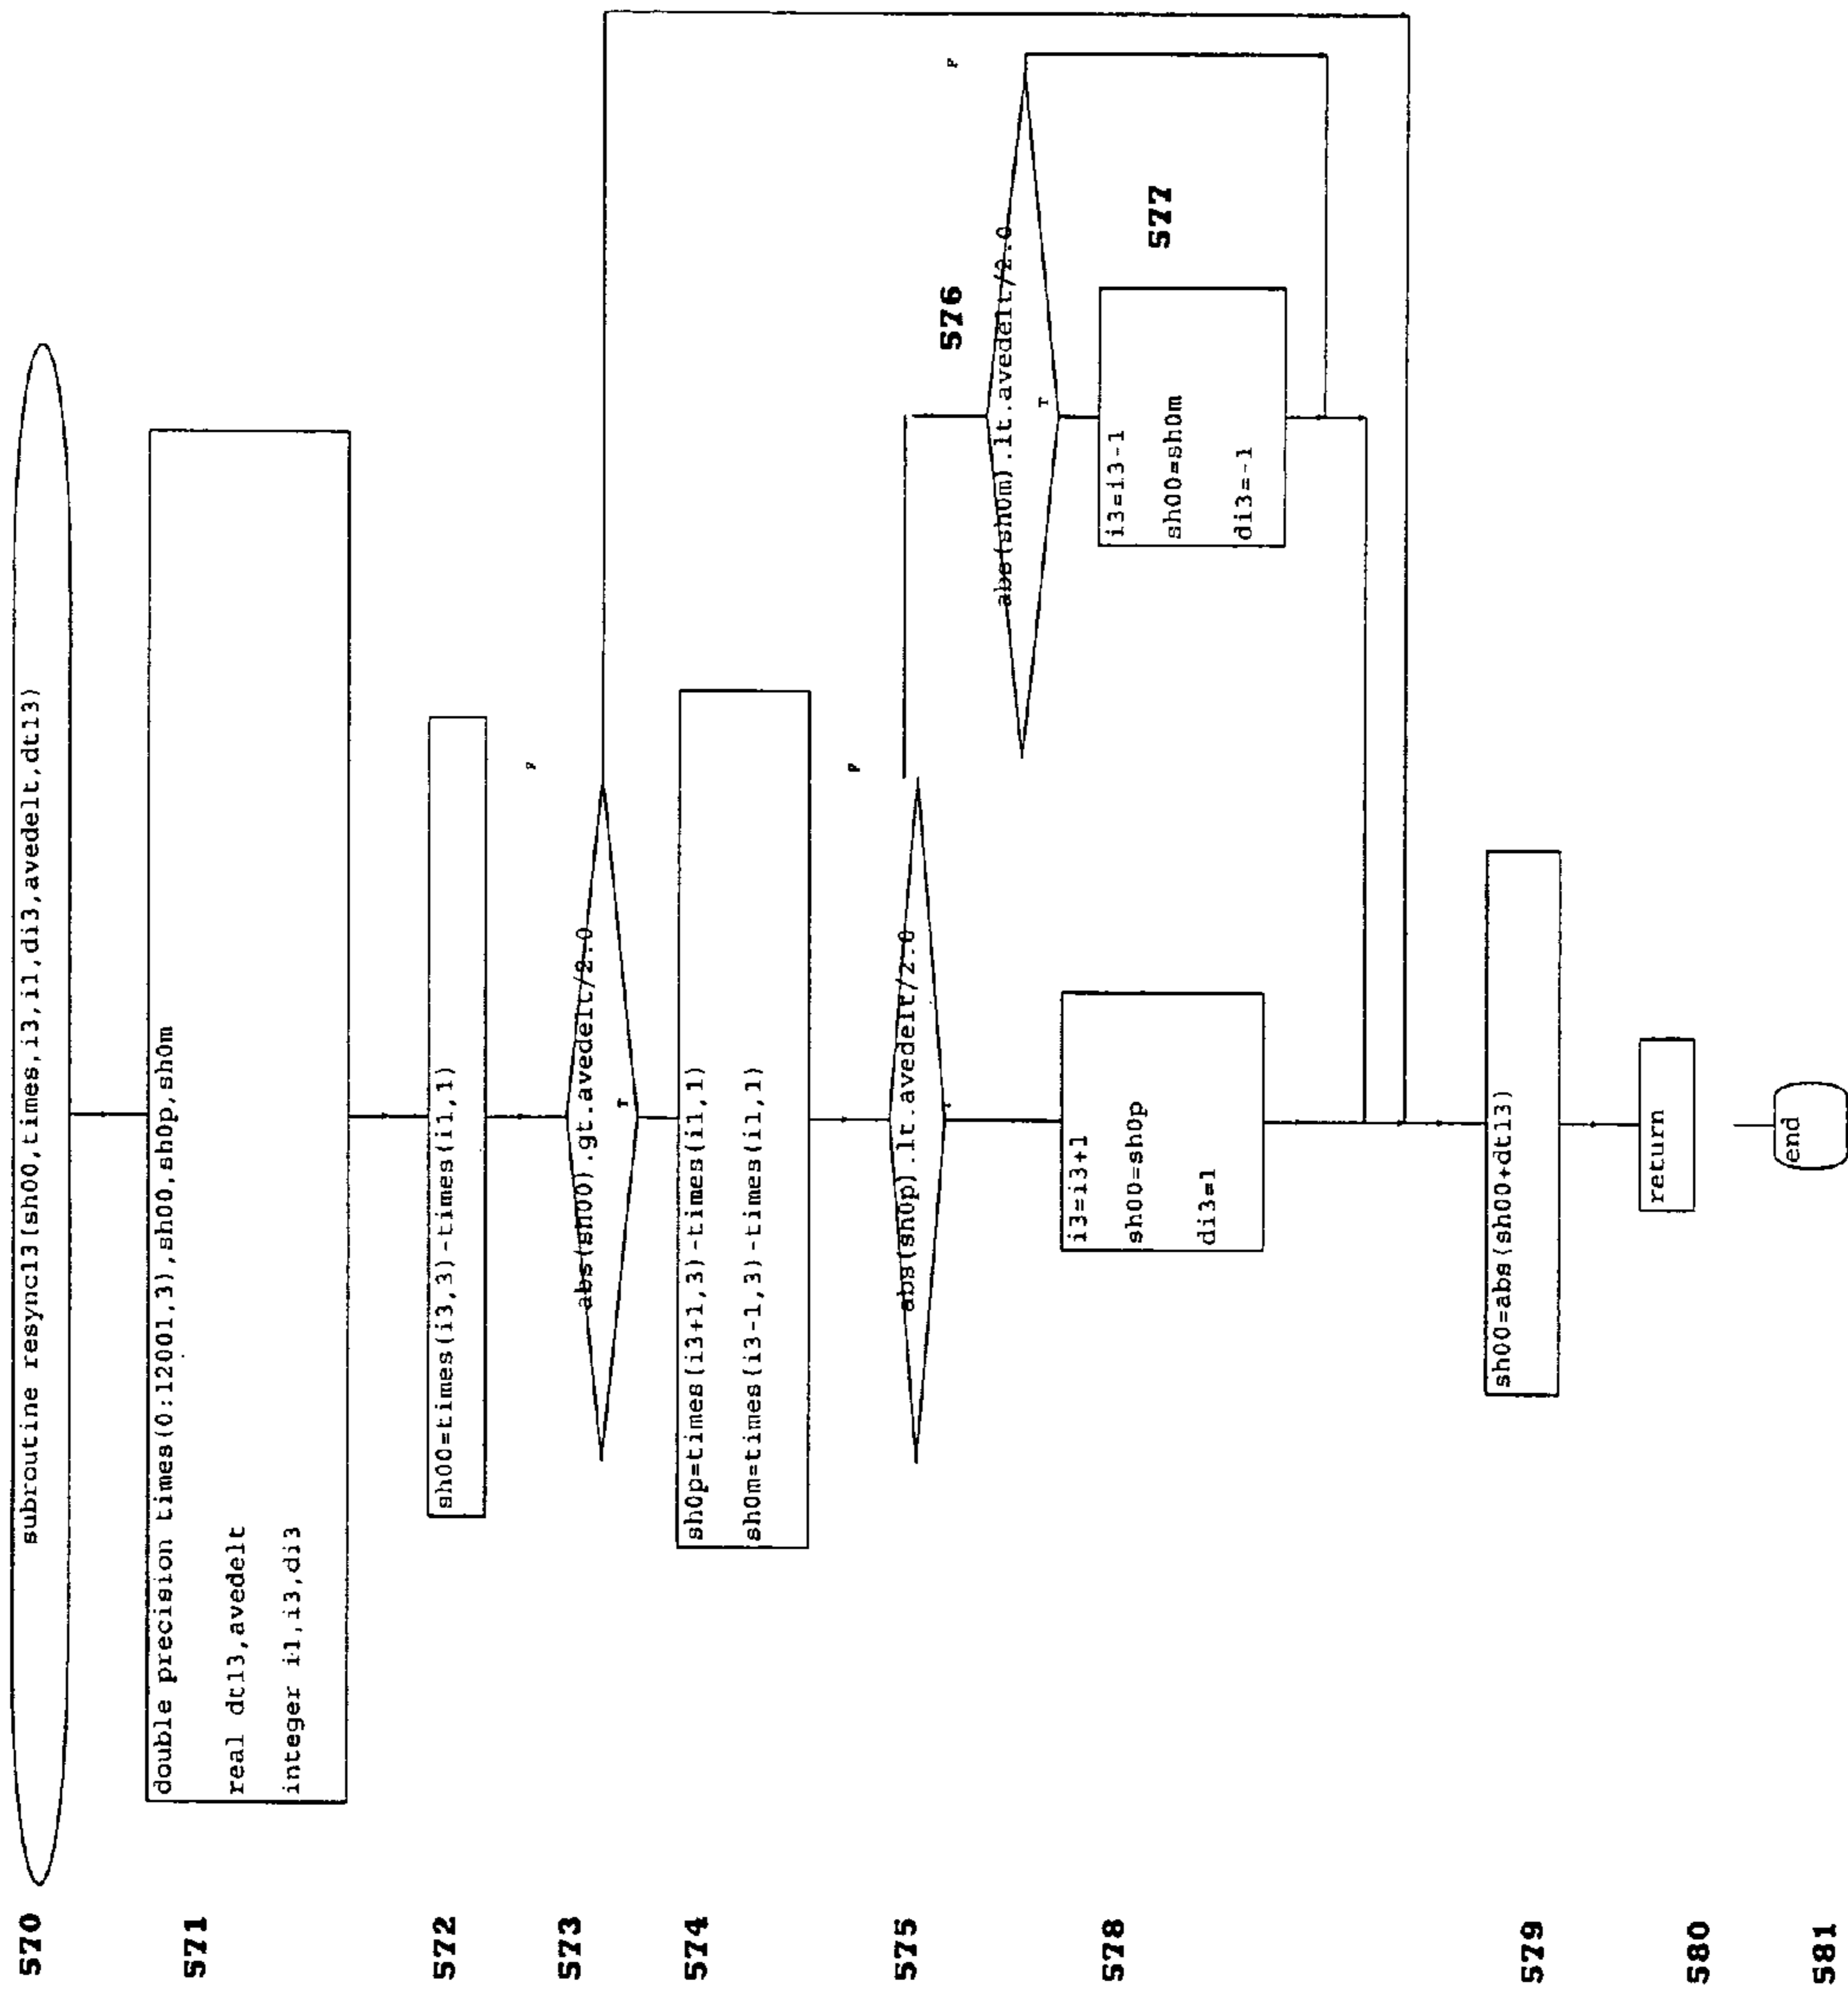 570
subroutine resync13(sh00,times,i3,i1,di3,avedelt,dt13)
571
double precision times(0:12001,3),sh00,sh0p,sh0m
real dt13,avedelt
integer i1,i3,di3
572
sh00=times(i3,3)-times(i1,1)
573
F
abs(sh00).gt.avedelt/2.0
T
574
sh0p=times(i3+1,3)-times(i1,1)
sh0m=times(i3-1,3)-times(i1,1)
575
F
abs(sh0p).lt.avedelt/2.0
576
F
abs(sh0m).lt.avedelt/2.0
T
577
i3=i3-1
sh00=sh0m
di3=-1
578
i3=i3+1
sh00=sh0p
di3=1
579
sh00=abs(sh00+dt13)
580
return
581
end